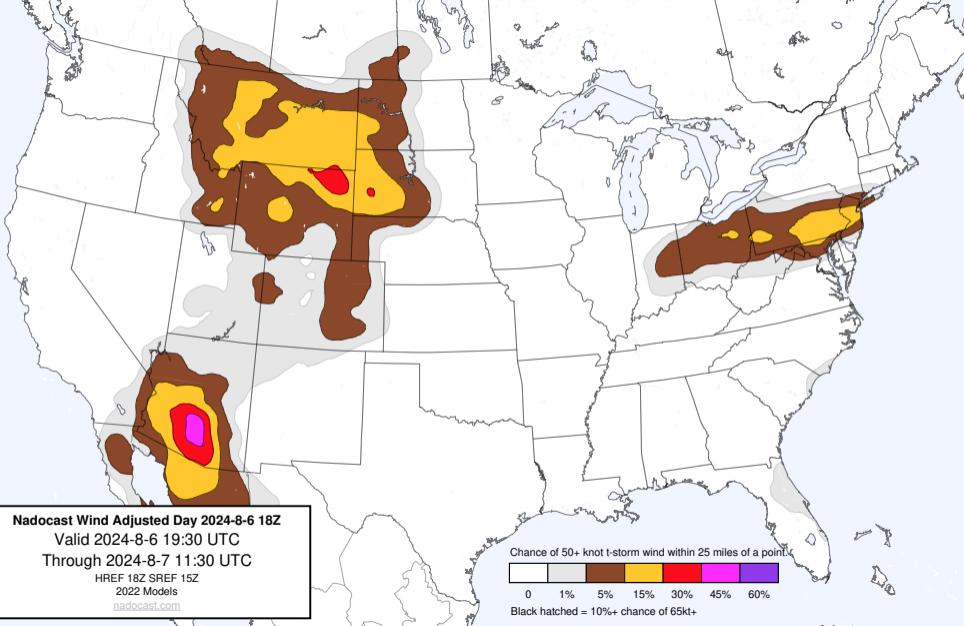 Nadocast Wind Adjusted Day 2024-8-6 18Z
Valid 2024-8-6 19:30 UTC
Through 2024-8-7 11:30 UTC
HREF 18Z SREF 15Z
2022 Models
nadocast.com
Chance of 50+ knot t-storm wind within 25 miles of a point.
0 1% 5% 15% 30% 45% 60%
Black hatched = 10%+ chance of 65kt+